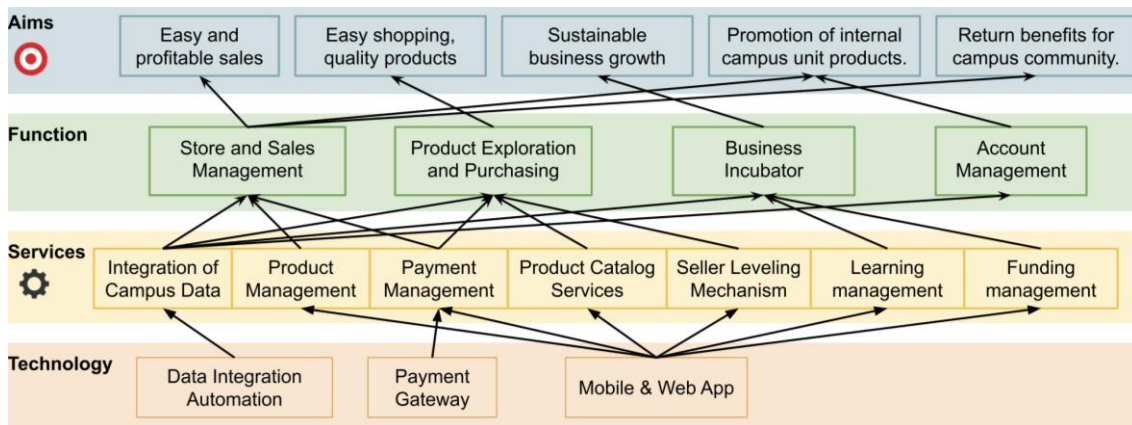 Aims
Easy and
profitable sales
Easy shopping,
quality products
Sustainable
business growth
Promotion of internal
campus unit products.
Return benefits for
campus community.
Function
Store and Sales
Management
Product Exploration
and Purchasing
Business
Incubator
Account
Management
Services
Integration of
Campus Data
Product
Management
Payment
Management
Product Catalog
Services
Seller Leveling
Mechanism
Learning
management
Funding
management
Technology
Data Integration
Automation
Payment
Gateway
Mobile & Web App